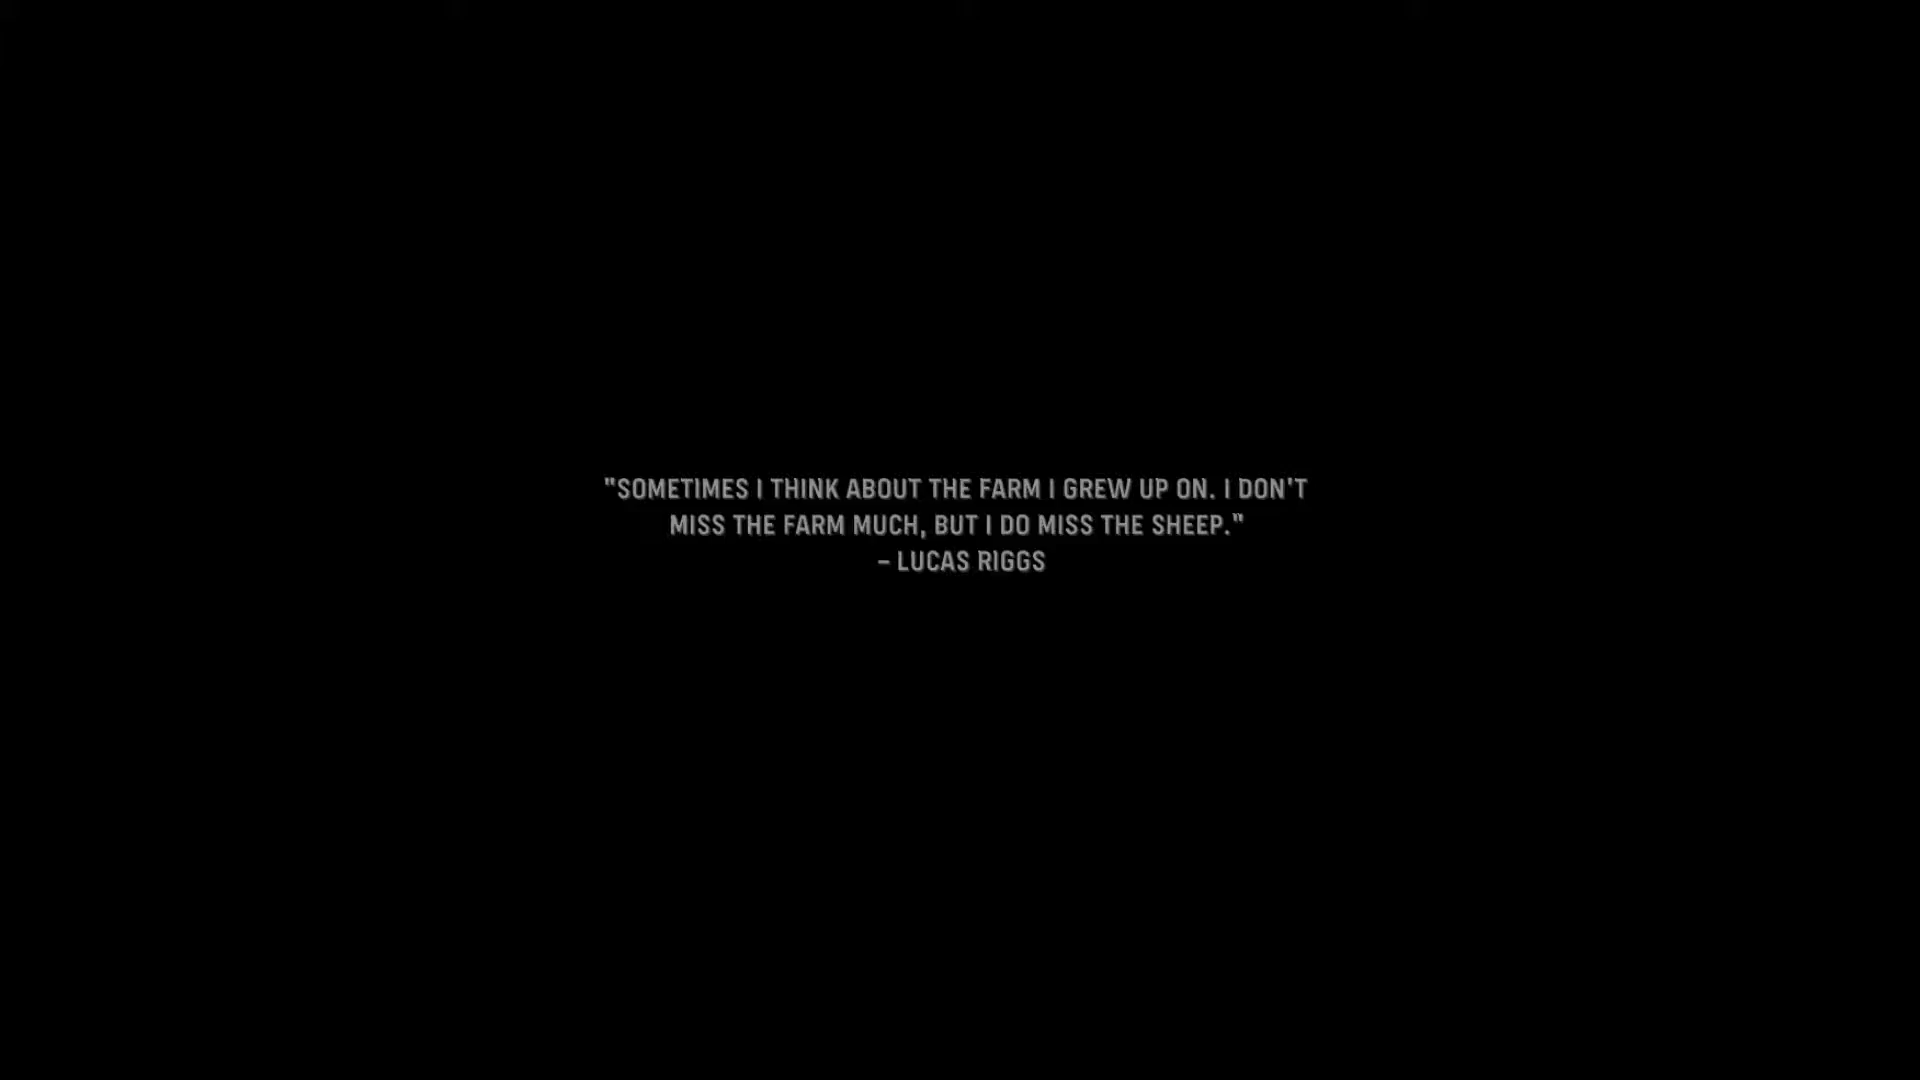 "SOMETIMES I THINK ABOUT THE FARM I GREW UP ON. I DON'T
MISS THE FARM MUCH, BUT I DO MISS THE SHEEP."
– LUCAS RIGGS